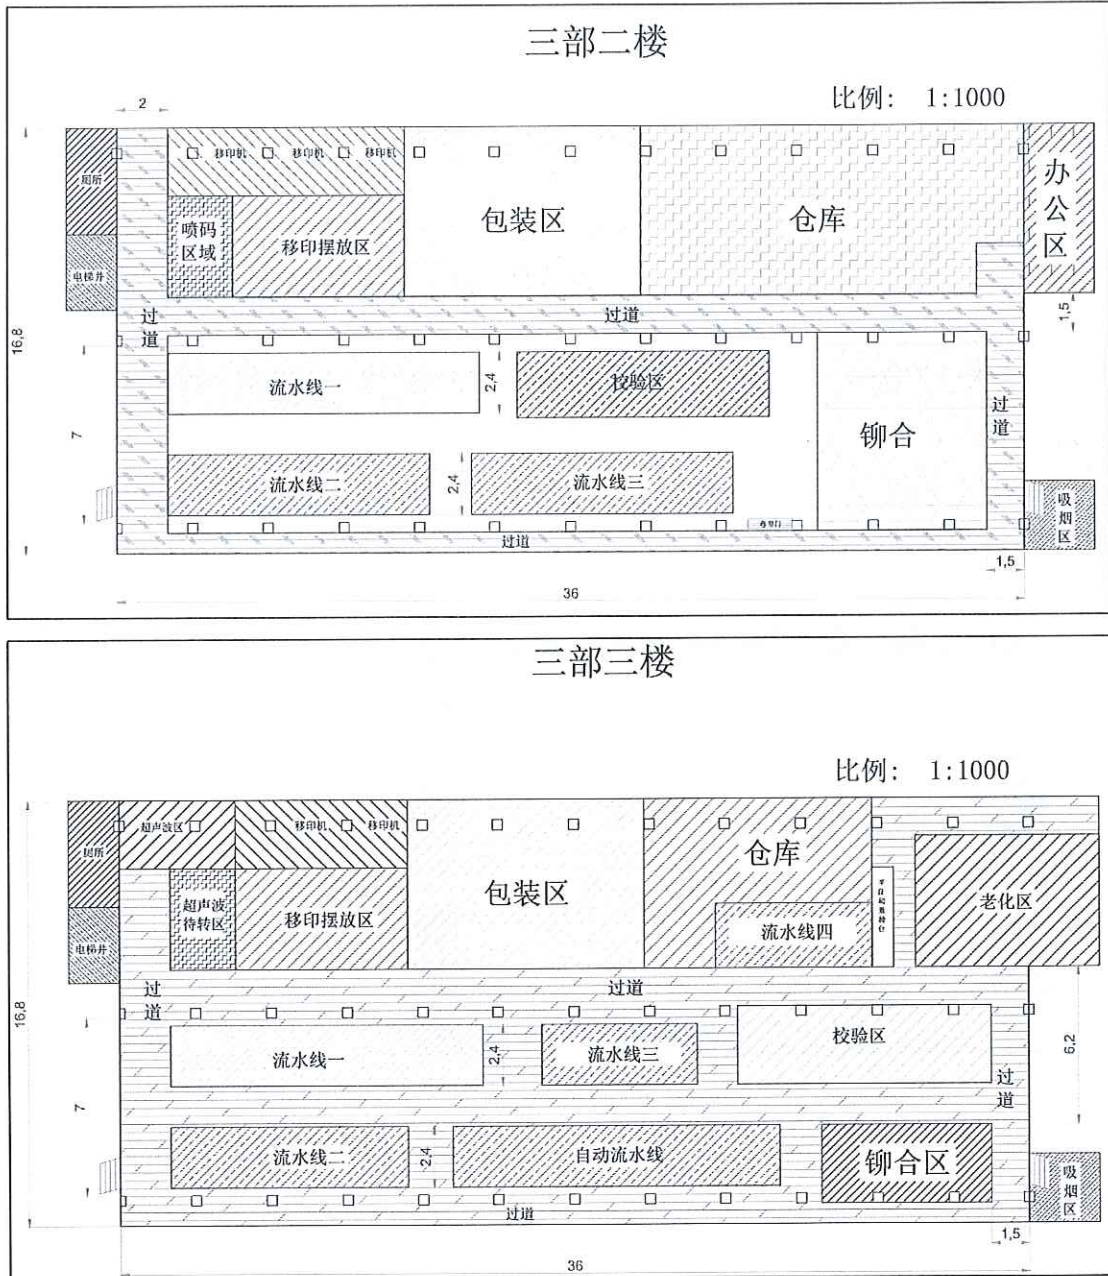 三部二楼
比例： 1:1000
2
厕所
移印机
移印机
移印机
包装区
仓库
办公区
喷码
区域
移印摆放区
电梯井
过道
过道
1,5
16,8
流水线一
2,4
校验区
过道
7
铆合
流水线二
2,4
流水线三
吸烟区
过道
1,5
36
三部三楼
比例： 1:1000
超声波区
移印机
移印机
厕所
包装区
仓库
老化区
超声波
待转区
移印摆放区
流水线四
电梯井
过道
过道
16,8
流水线一
2,4
流水线三
校验区
6,2
过道
7
流水线二
2,4
自动流水线
铆合区
吸烟区
过道
1,5
36